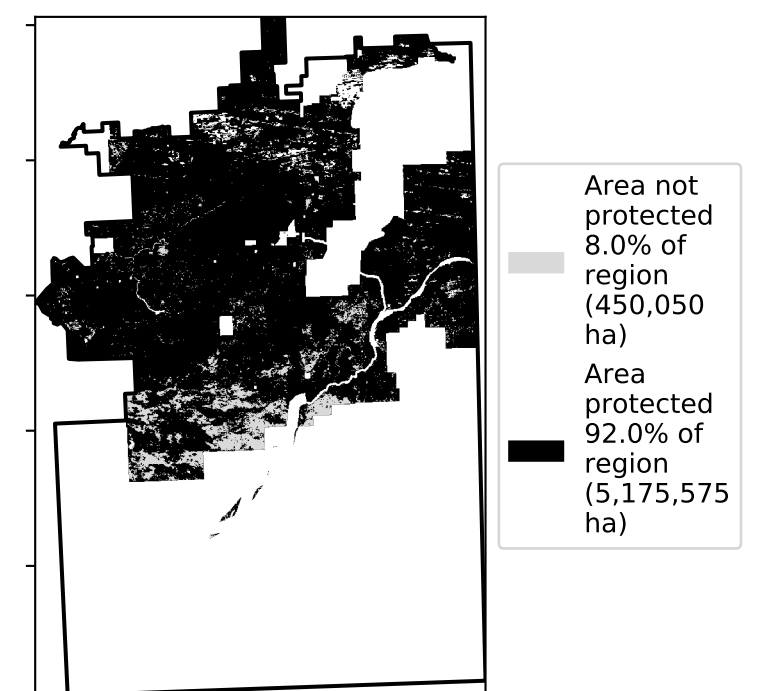 Area not
protected
8.0% of
region
(450,050
ha)
Area
protected
92.0% of
region
(5,175,575
ha)